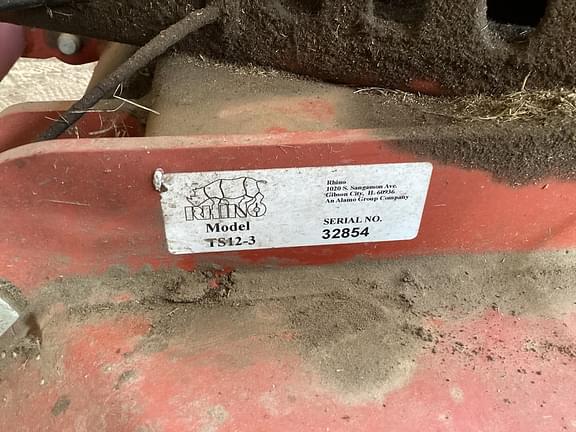 RHINO
Model
TS12-3
Rhino
1020 S. Sangamon Ave.
Gibson City, IL 60936
An Alamo Group Company
SERIAL NO.
32854